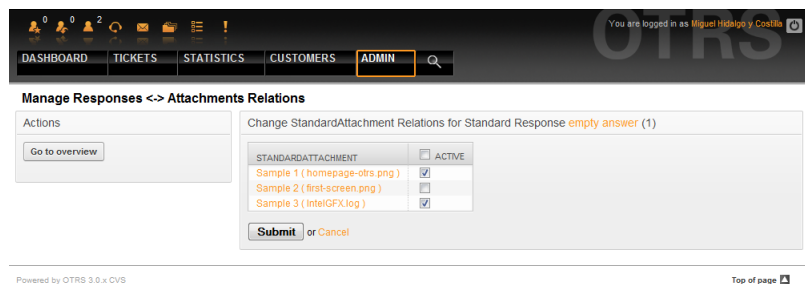 OTRS
0 0 2
You are logged in as Miguel Hidalgo y Costilla
DASHBOARD TICKETS STATISTICS CUSTOMERS ADMIN
Manage Responses <-> Attachments Relations
Actions
Go to overview
Change StandardAttachment Relations for Standard Response empty answer (1)
STANDARDATTACHMENT ACTIVE
Sample 1 ( homepage-otrs.png )
Sample 2 ( first-screen.png )
Sample 3 ( IntelGFX.log )
Submit or Cancel
Powered by OTRS 3.0.x CVS
Top of page